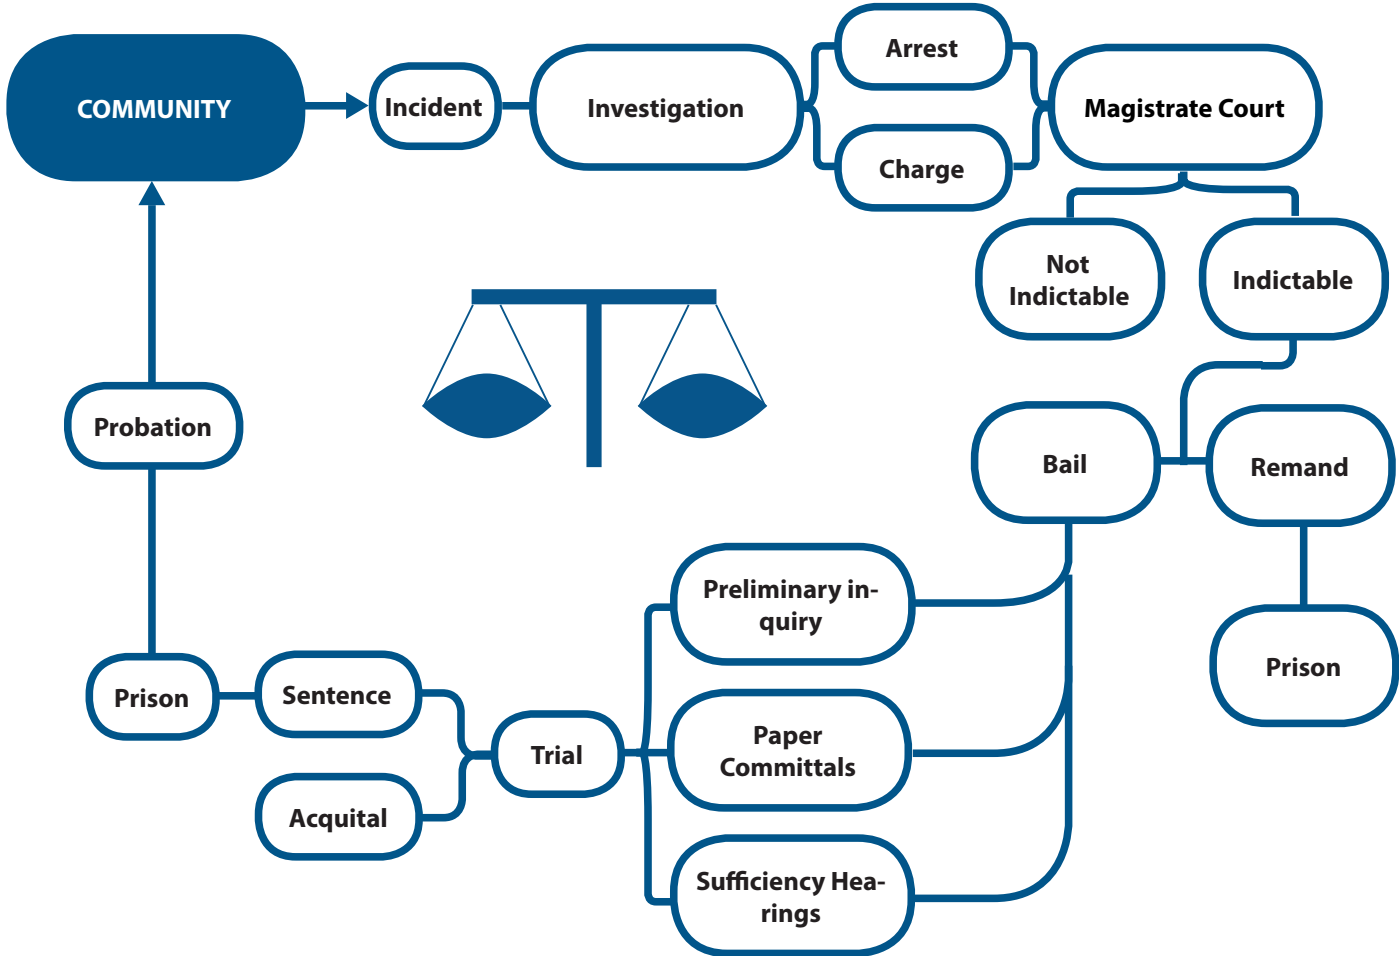 COMMUNITY
Incident
Investigation
Arrest
Charge
Magistrate Court
Not
Indictable
Indictable
Bail
Remand
Prison
Preliminary in-
quiry
Paper
Committals
Sufficiency Hea-
rings
Trial
Sentence
Acquital
Prison
Probation